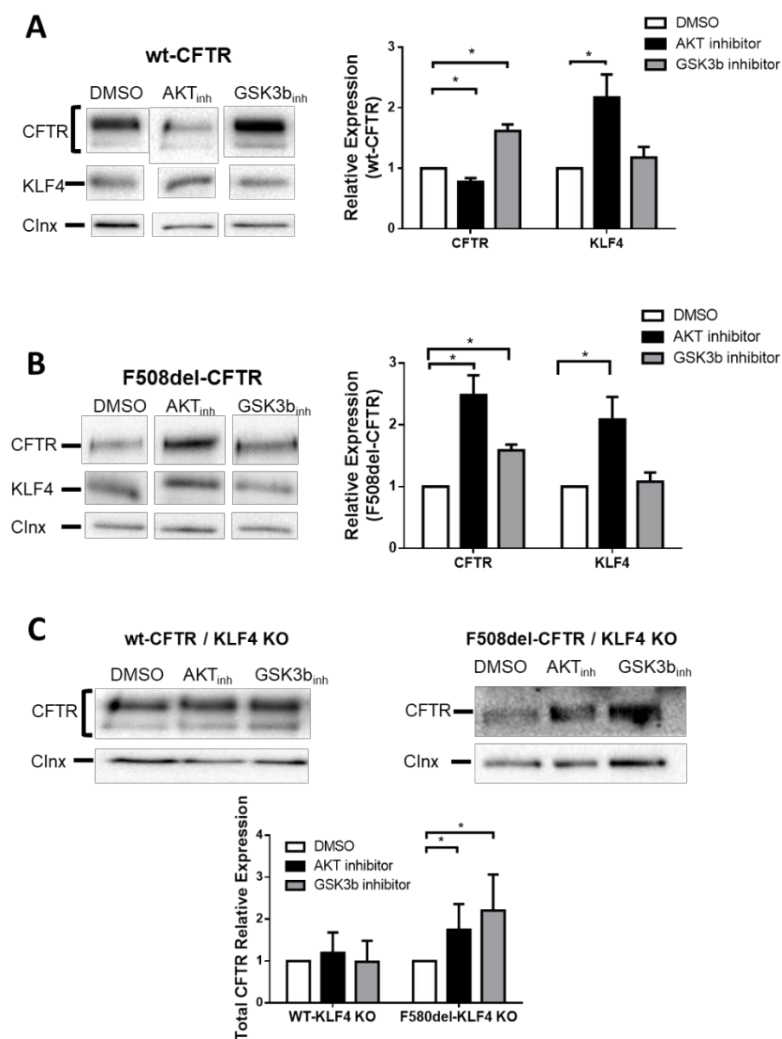 A
wt-CFTR
DMSO AKTinh GSK3binh
CFTR
KLF4
Clnx
DMSO
AKT inhibitor
GSK3b inhibitor
Relative Expression
(wt-CFTR)
3
2
1
0
* * *
CFTR KLF4
B
F508del-CFTR
DMSO AKTinh GSK3binh
CFTR
KLF4
Clnx
DMSO
AKT inhibitor
GSK3b inhibitor
Relative Expression
(F508del-CFTR)
3
2
1
0
* * *
CFTR KLF4
C
wt-CFTR / KLF4 KO
DMSO AKTinh GSK3binh
CFTR
Clnx
F508del-CFTR / KLF4 KO
DMSO AKTinh GSK3binh
CFTR
Clnx
Total CFTR Relative Expression
4
2
1
0
DMSO
AKT inhibitor
GSK3b inhibitor
* *
WT-KLF4 KO F580del-KLF4 KO